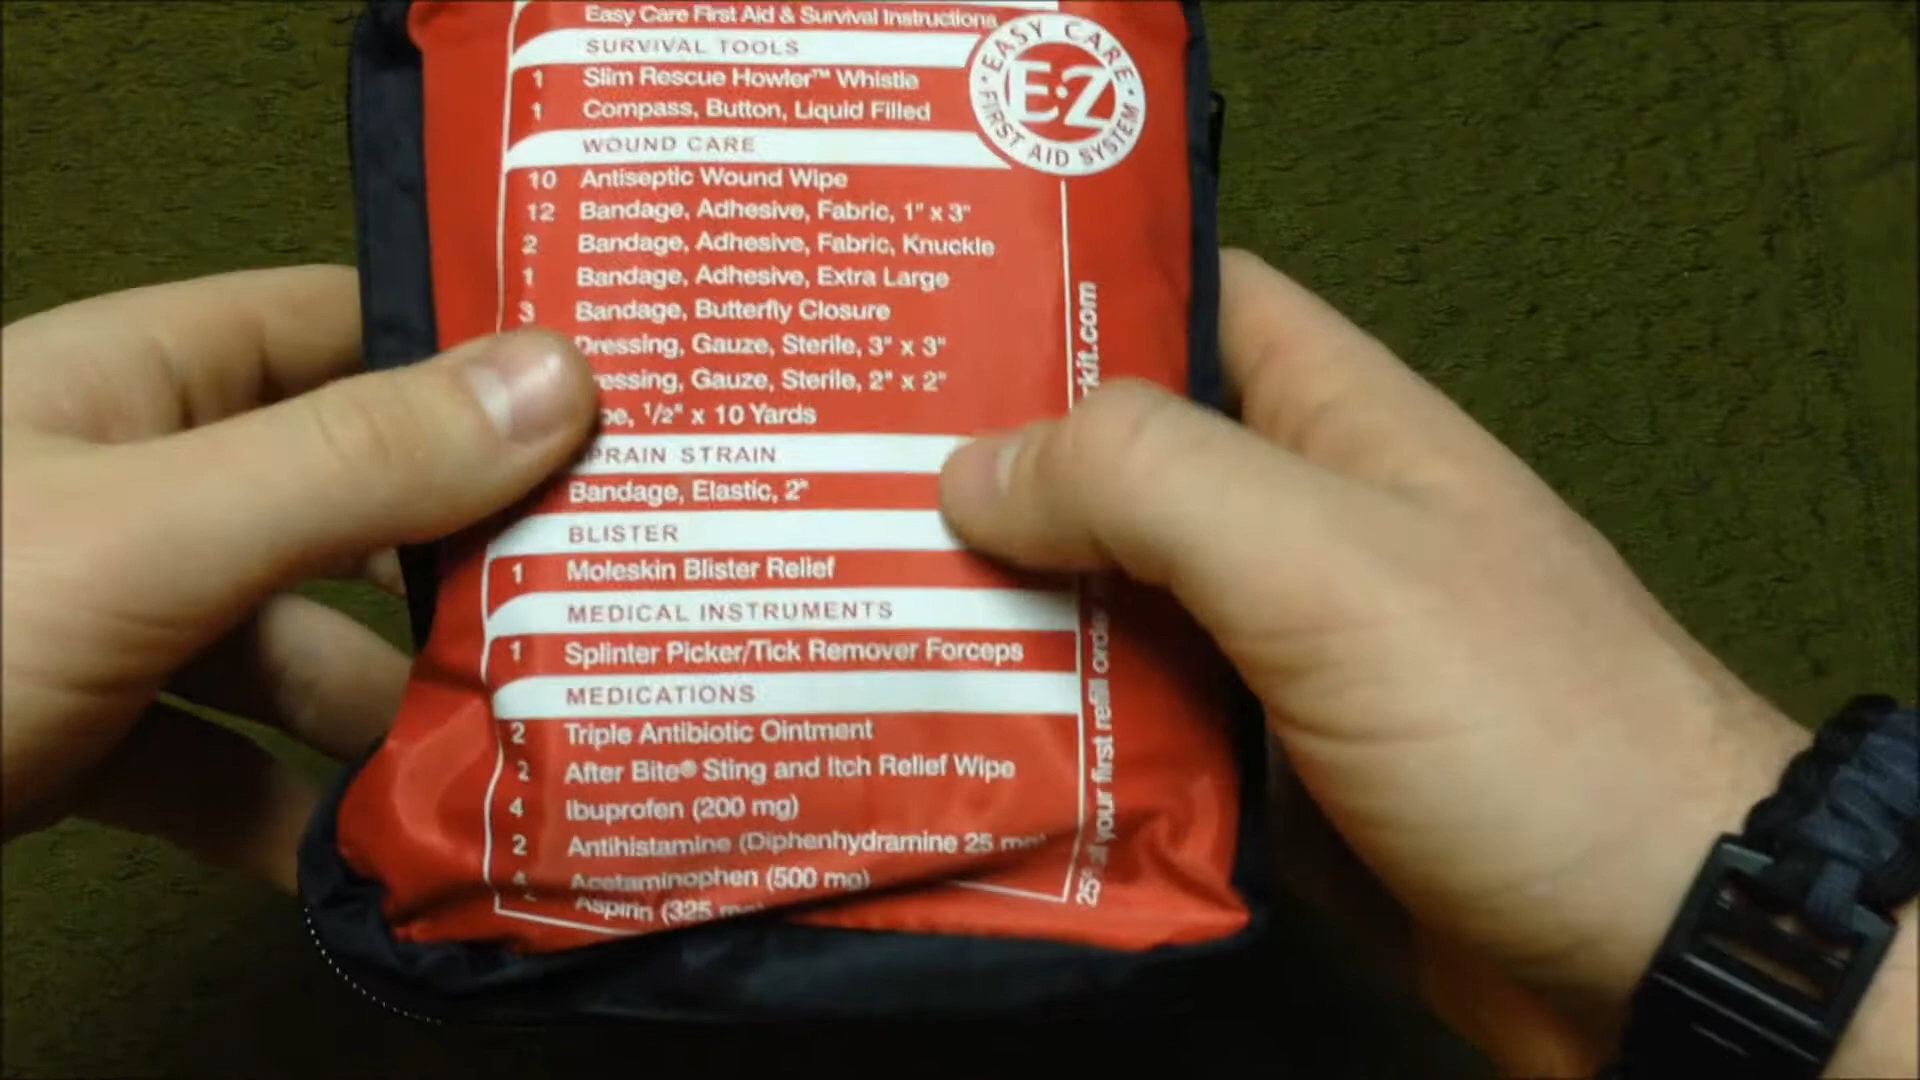 Easy Care First Aid & Survival Instructions
SURVIVAL TOOLS
1 Slim Rescue Howler™ Whistle
1 Compass, Button, Liquid Filled
EASY CARE
E·Z
FIRST AID SYSTEM
WOUND CARE
10 Antiseptic Wound Wipe
12 Bandage, Adhesive, Fabric, 1" x 3"
2 Bandage, Adhesive, Fabric, Knuckle
1 Bandage, Adhesive, Extra Large
3 Bandage, Butterfly Closure
Dressing, Gauze, Sterile, 3" x 3"
ressing, Gauze, Sterile, 2" x 2"
pe, 1/2" x 10 Yards
PRAIN STRAIN
Bandage, Elastic, 2"
BLISTER
1 Moleskin Blister Relief
MEDICAL INSTRUMENTS
1 Splinter Picker/Tick Remover Forceps
MEDICATIONS
2 Triple Antibiotic Ointment
2 After Bite® Sting and Itch Relief Wipe
4 Ibuprofen (200 mg)
2 Antihistamine (Diphenhydramine 25 mg
4 Acetaminophen (500 mg)
Aspirin (325
your first refill order
rkit.com